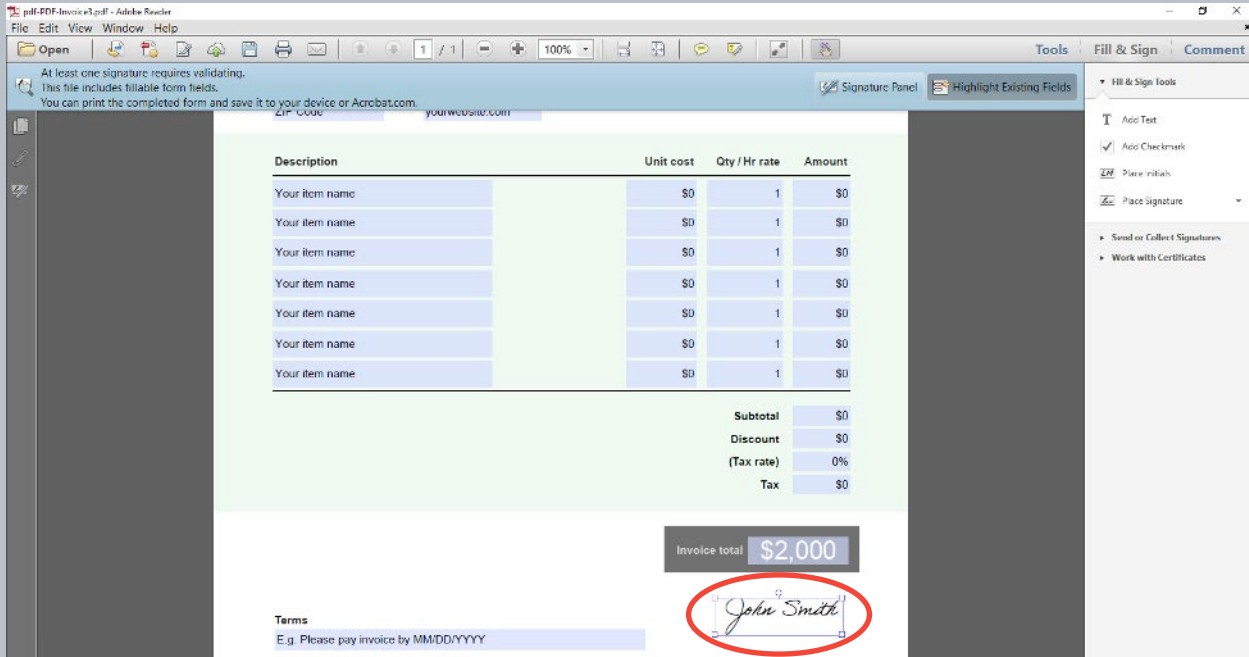 pdf-PDF-Invoice3.pdf - Adobe Reader
File Edit View Window Help
Open 1 / 1 100% Tools Fill & Sign Comment
At least one signature requires validating.
This file includes fillable form fields.
You can print the completed form and save it to your device or Acrobat.com.
Signature Panel Highlight Existing Fields
Fill & Sign Tools
Add Text
Add Checkmark
Place Initials
Place Signature
Send or Collect Signatures
Work with Certificates
ZIP Code yourwebsite.com
Description Unit cost Qty / Hr rate Amount
Your item name $0 1 $0
Your item name $0 1 $0
Your item name $0 1 $0
Your item name $0 1 $0
Your item name $0 1 $0
Your item name $0 1 $0
Your item name $0 1 $0
Subtotal $0
Discount $0
(Tax rate) 0%
Tax $0
Invoice total $2,000
John Smith
Terms
E.g. Please pay invoice by MM/DD/YYYY